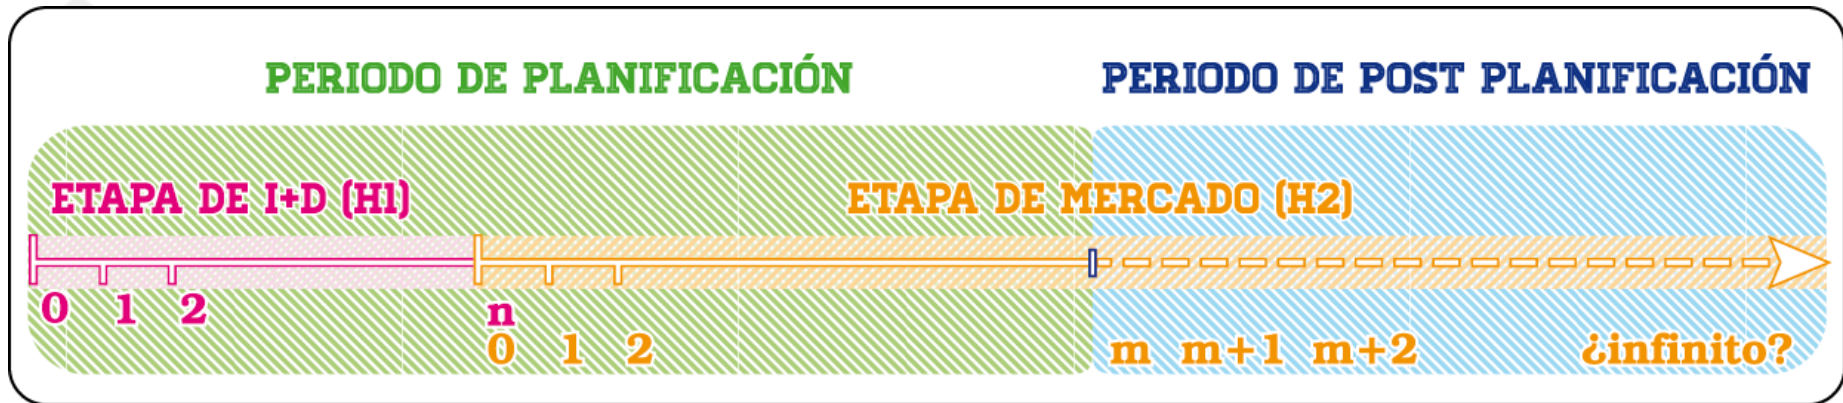 PERIODO DE PLANIFICACIÓN PERIODO DE POST PLANIFICACIÓN
ETAPA DE I+D (H1) ETAPA DE MERCADO (H2)
0 1 2 n
0 1 2 m m+1 m+2 ¿infinito?